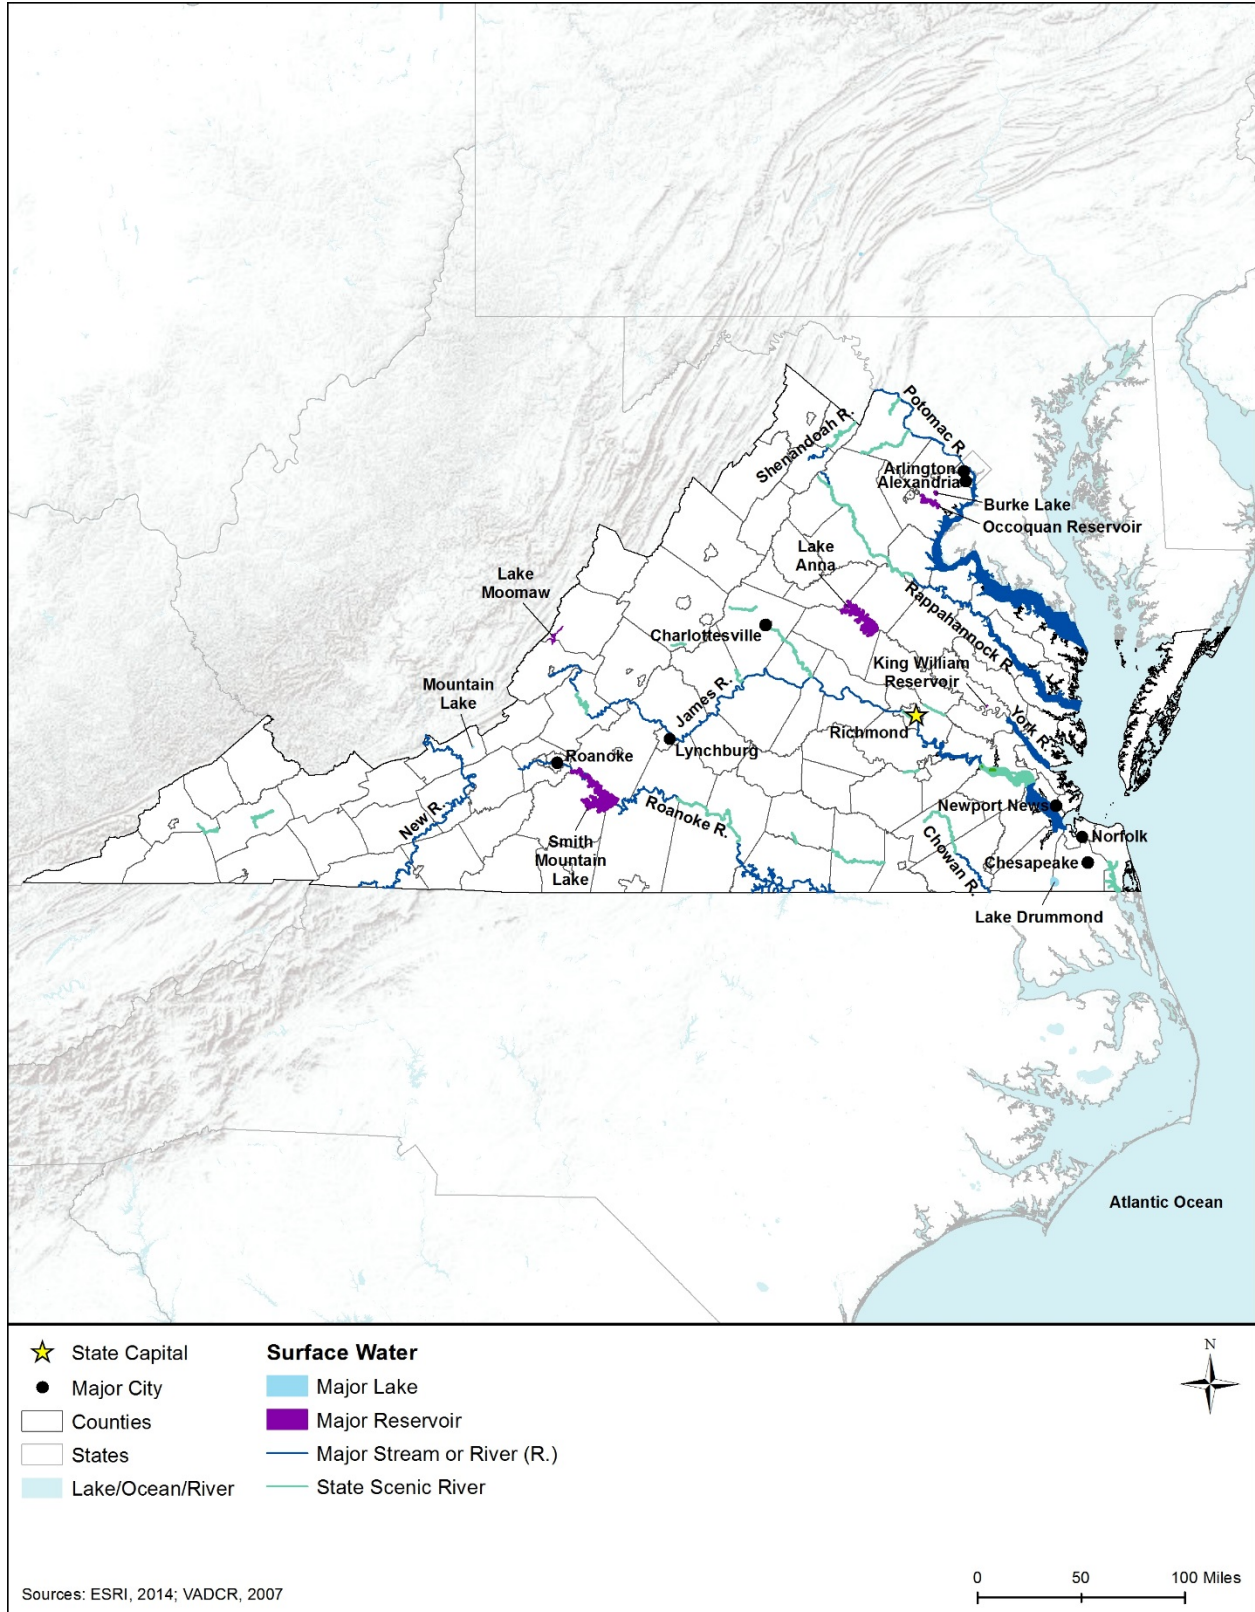 Potomac R.
Shenandoah R.
Arlington
Alexandria
Burke Lake
Occoquan Reservoir
Lake
Anna
Lake
Moomaw
Rappahannock R.
Charlottesville
King William
Reservoir
Mountain
Lake
James R.
York R.
Richmond
Lynchburg
Roanoke
New R.
Roanoke R.
Newport News
Smith
Mountain
Lake
Chowan R.
Norfolk
Chesapeake
Lake Drummond
Atlantic Ocean
State Capital
Major City
Counties
States
Lake/Ocean/River
Surface Water
Major Lake
Major Reservoir
Major Stream or River (R.)
State Scenic River
N
Sources: ESRI, 2014; VADCR, 2007
0 50 100 Miles